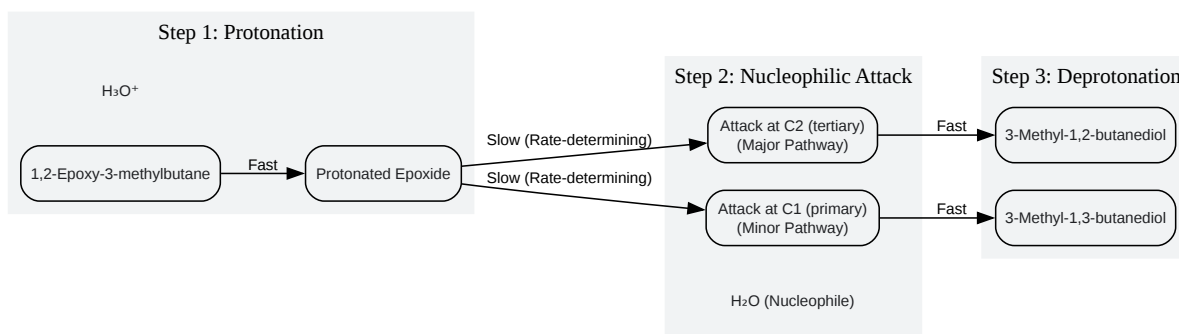 Step 1: Protonation
H₃O⁺
1,2-Epoxy-3-methylbutane
Fast
Protonated Epoxide
Slow (Rate-determining)
Slow (Rate-determining)
Step 2: Nucleophilic Attack
Attack at C2 (tertiary)
(Major Pathway)
Attack at C1 (primary)
(Minor Pathway)
H₂O (Nucleophile)
Fast
Fast
Step 3: Deprotonation
3-Methyl-1,2-butanediol
3-Methyl-1,3-butanediol